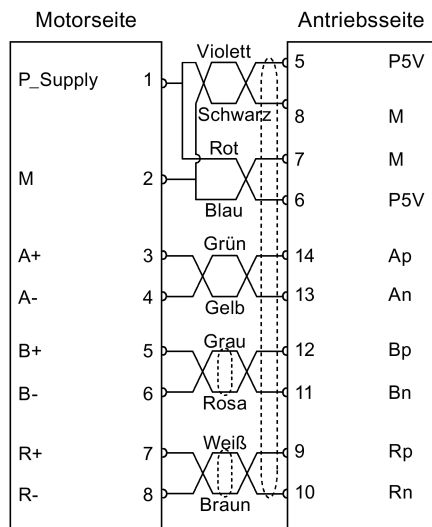 Motorseite Antriebsseite
P_Supply 1 Violett 5 P5V
Schwarz 8 M
Rot 7 M
M 2 Blau 6 P5V
A+ 3 Grün 14 Ap
A- 4 Gelb 13 An
B+ 5 Grau 12 Bp
B- 6 Rosa 11 Bn
R+ 7 Weiß 9 Rp
R- 8 Braun 10 Rn